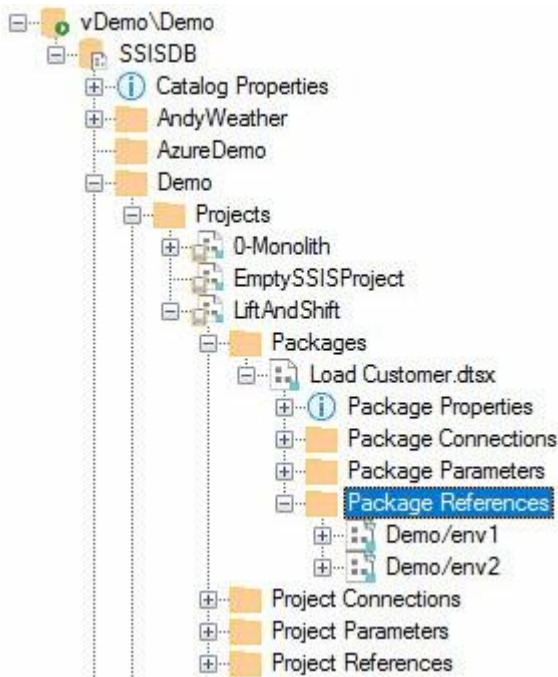 vDemo\Demo
SSISDB
Catalog Properties
AndyWeather
AzureDemo
Demo
Projects
0-Monolith
EmptySSISProject
LiftAndShift
Packages
Load Customer.dtsx
Package Properties
Package Connections
Package Parameters
Package References
Demo/env1
Demo/env2
Project Connections
Project Parameters
Project References